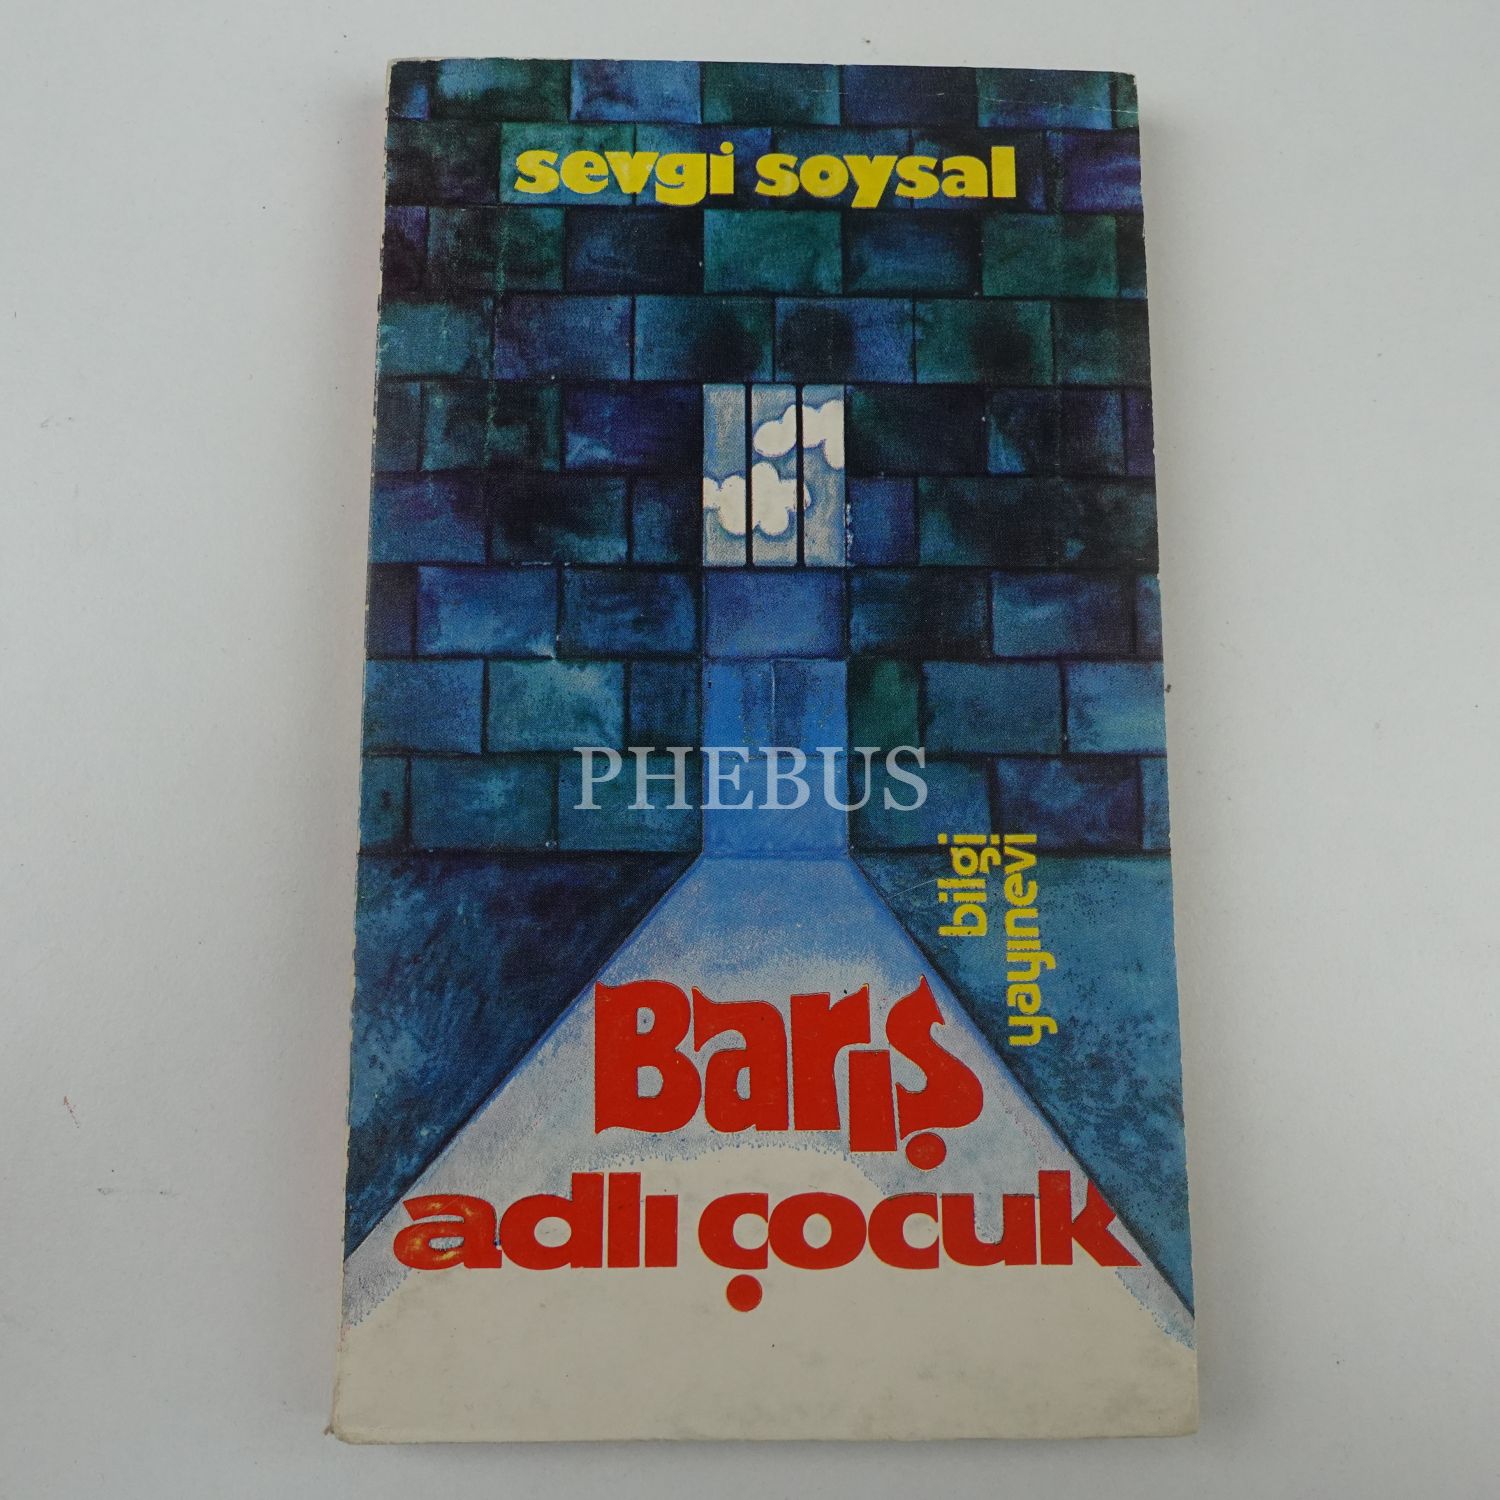 sevgi soysal
PHEBUS
bilgi
yayınevi
Barış
adlı çocuk